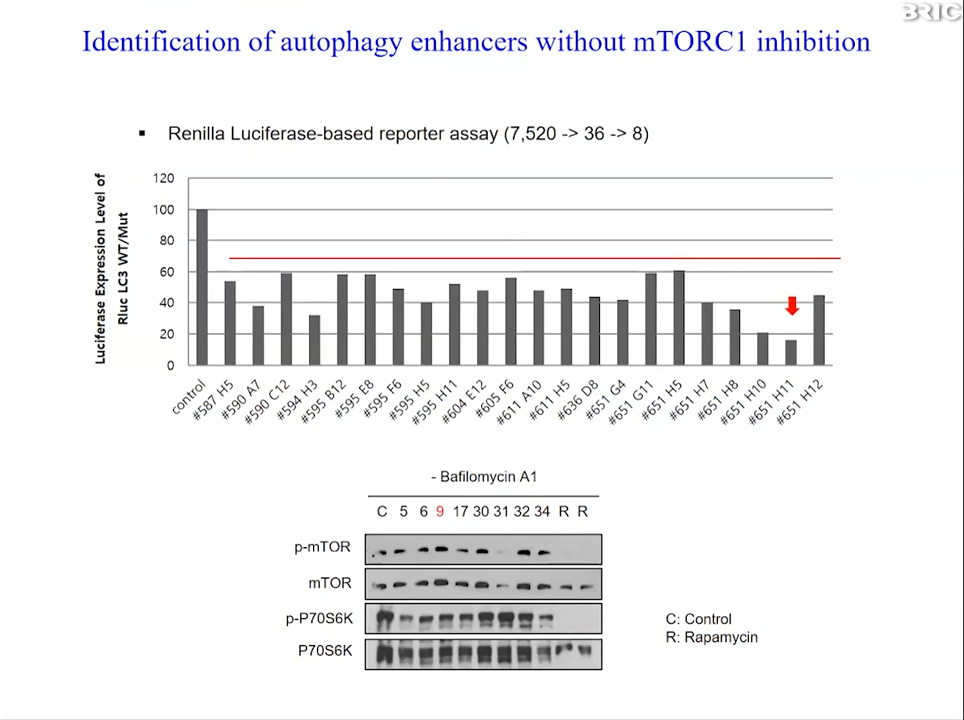 BRIC
Identification of autophagy enhancers without mTORC1 inhibition
▪ Renilla Luciferase-based reporter assay (7,520 -> 36 -> 8)
Luciferase Expression Level of
Rluc LC3 WT/Mut
120
100
80
60
40
20
0
control
#587 H5
#590 A7
#590 C12
#594 H3
#595 B12
#595 E8
#595 F6
#595 H5
#595 H11
#604 E12
#605 F6
#611 A10
#611 H5
#636 D8
#651 G4
#651 G11
#651 H5
#651 H7
#651 H8
#651 H10
#651 H11
#651 H12
- Bafilomycin A1
C 5 6 9 17 30 31 32 34 R R
p-mTOR
mTOR
p-P70S6K
P70S6K
C: Control
R: Rapamycin